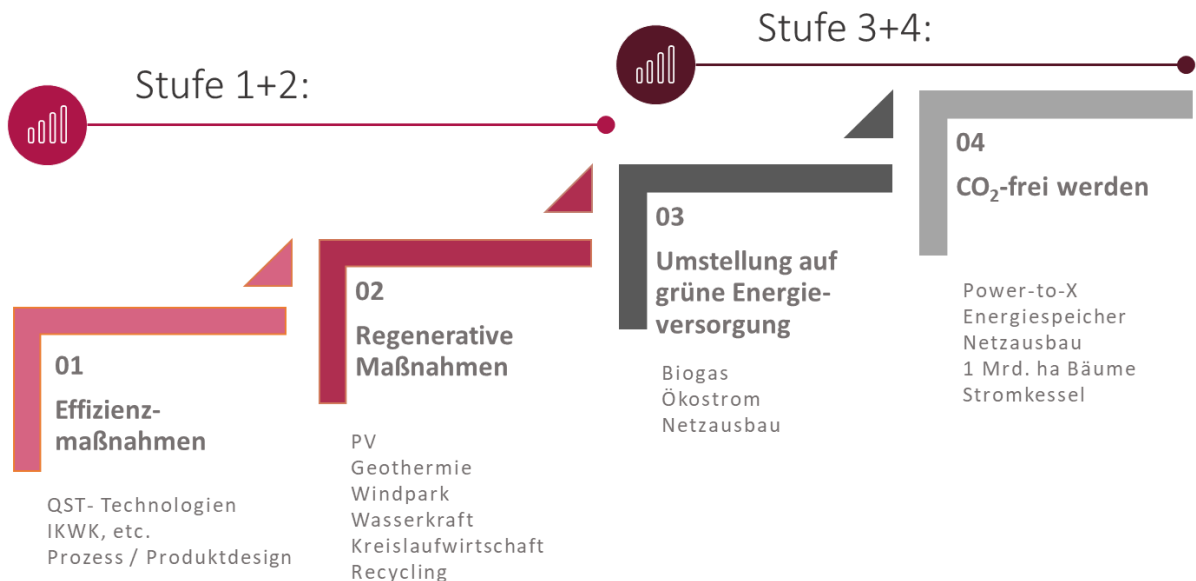 Stufe 1+2:
Stufe 3+4:
01
Effizienz-
maßnahmen
QST- Technologien
IKWK, etc.
Prozess / Produktdesign
02
Regenerative
Maßnahmen
PV
Geothermie
Windpark
Wasserkraft
Kreislaufwirtschaft
Recycling
03
Umstellung auf
grüne Energie-
versorgung
Biogas
Ökostrom
Netzausbau
04
CO₂-frei werden
Power-to-X
Energiespeicher
Netzausbau
1 Mrd. ha Bäume
Stromkessel